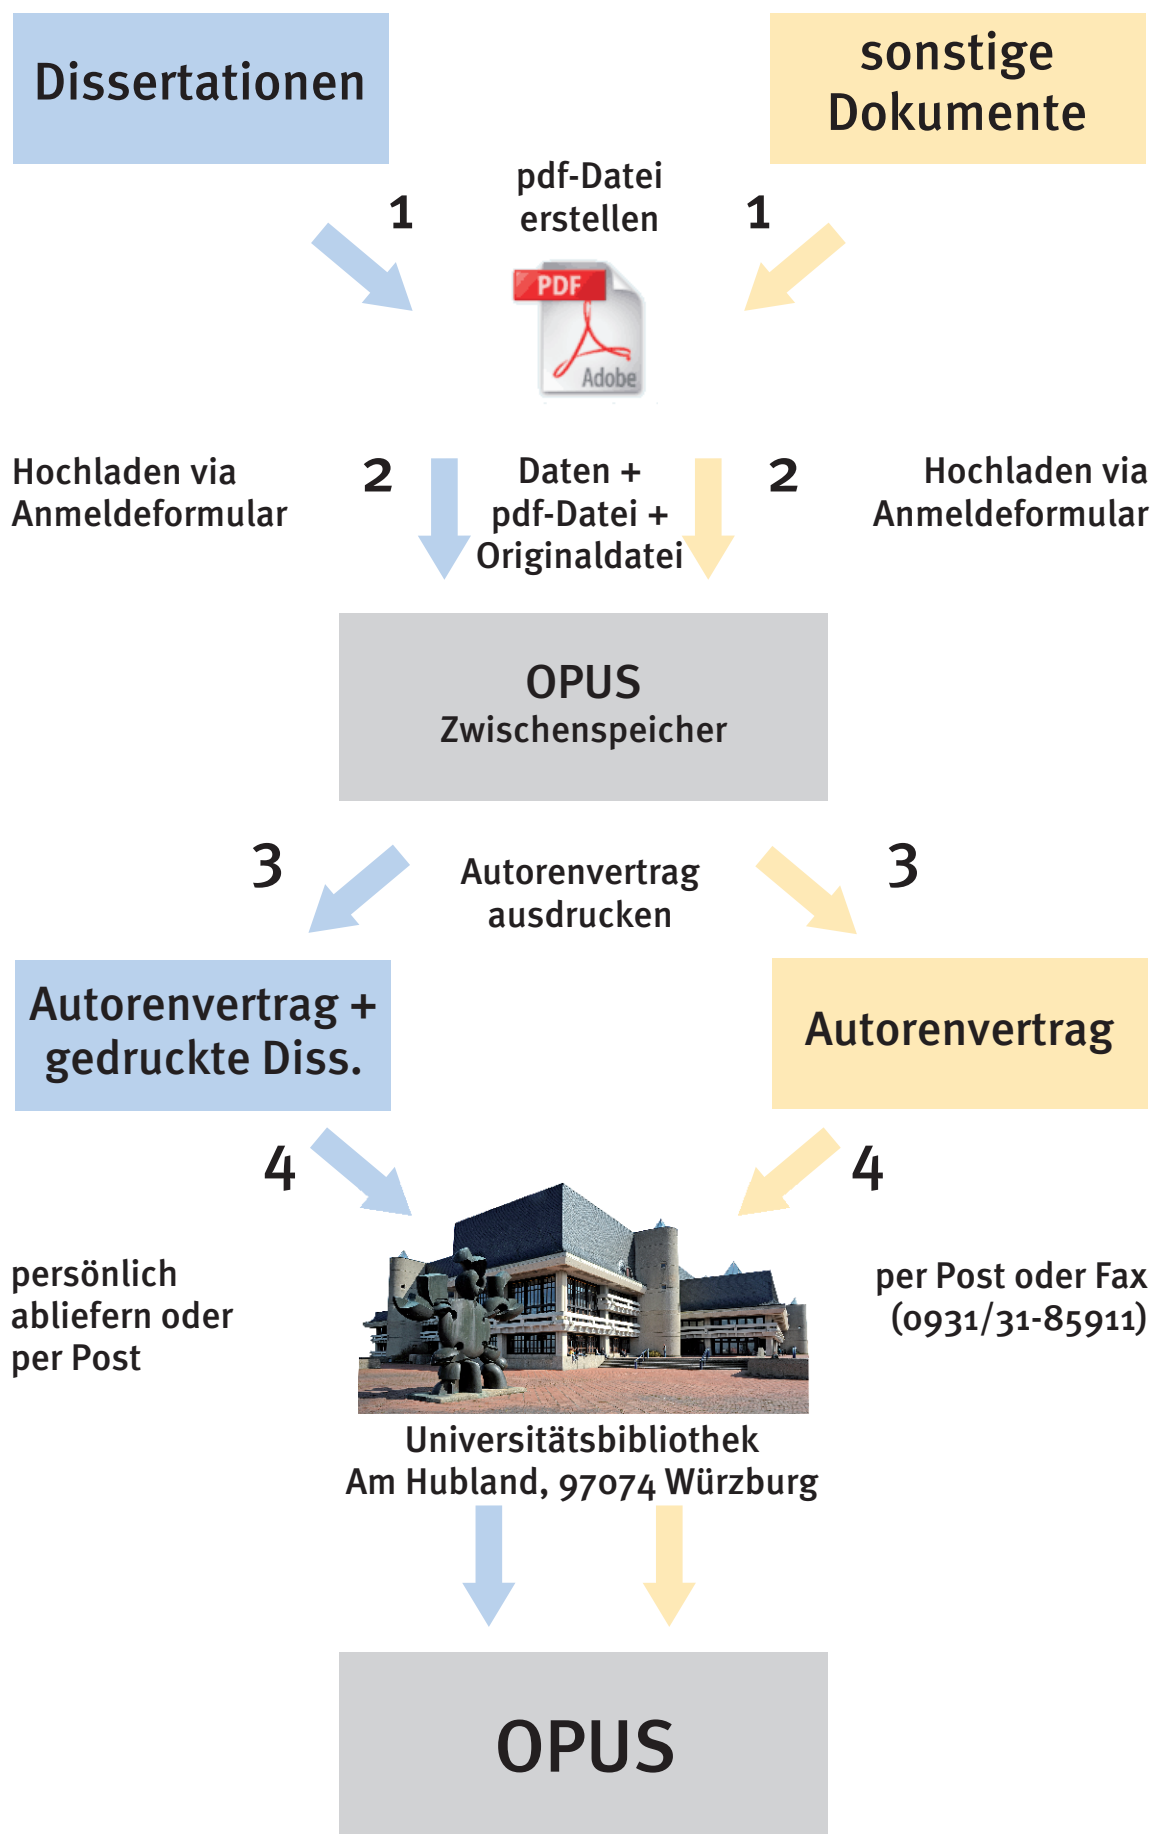 Dissertationen
sonstige
Dokumente
pdf-Datei
erstellen
1
1
PDF
Adobe
Hochladen via
Anmeldeformular
2
Daten +
pdf-Datei +
Originaldatei
2
Hochladen via
Anmeldeformular
OPUS
Zwischenspeicher
3
Autorenvertrag
ausdrucken
3
Autorenvertrag +
gedruckte Diss.
Autorenvertrag
4
4
persönlich
abliefern oder
per Post
per Post oder Fax
(0931/31-85911)
Universitätsbibliothek
Am Hubland, 97074 Würzburg
OPUS